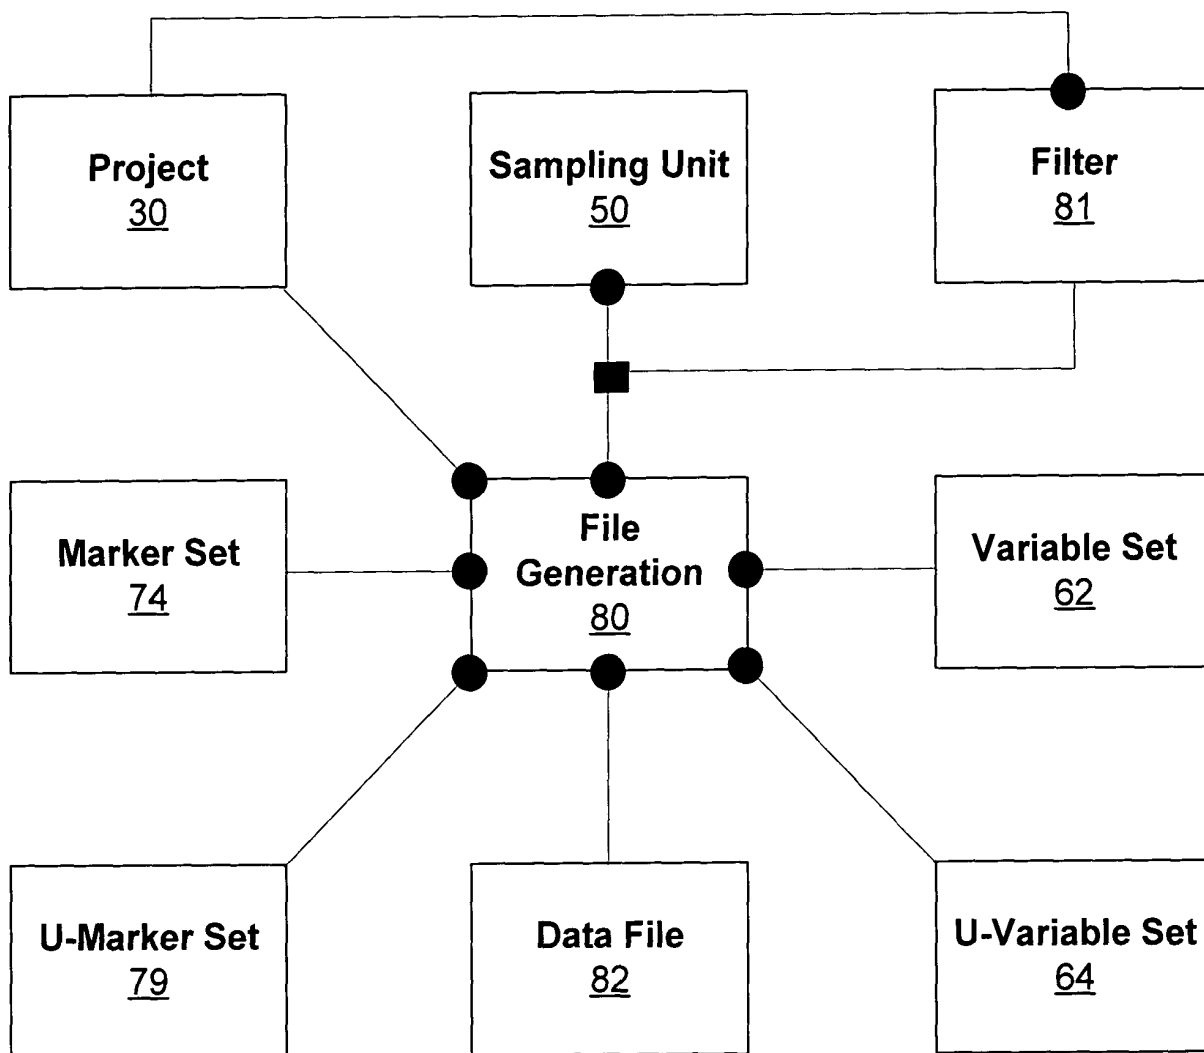 Project
30
Sampling Unit
50
Filter
81
Marker Set
74
File
Generation
80
Variable Set
62
U-Marker Set
79
Data File
82
U-Variable Set
64